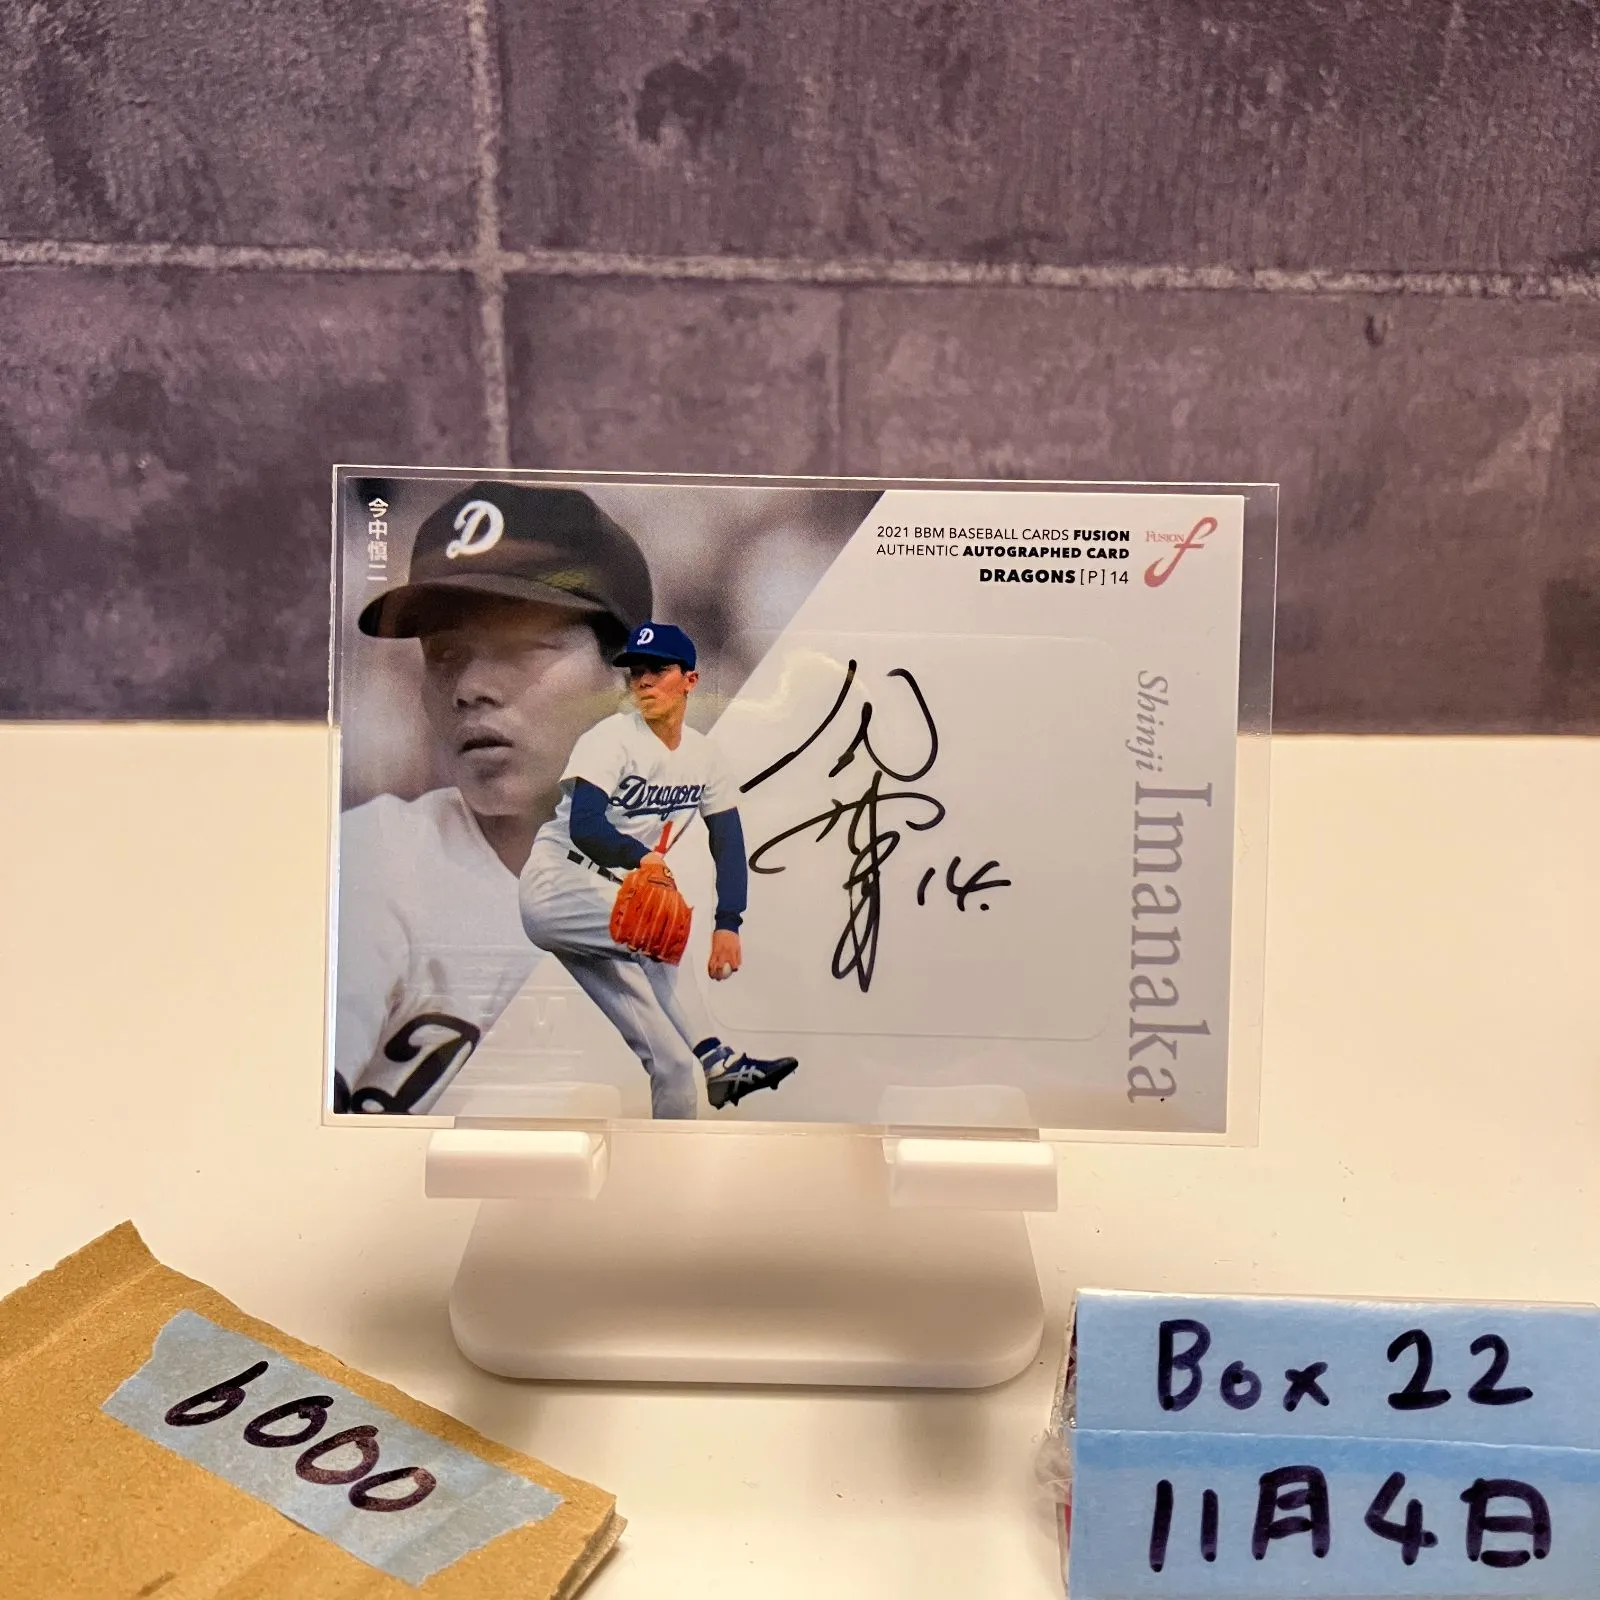 今中慎二
2021 BBM BASEBALL CARDS FUSION
AUTHENTIC AUTOGRAPHED CARD
DRAGONS [P] 14
FUSION f
D
D
Dragons
1
D
14.
Shinji Imanaka
6000
Box 22
11月4日